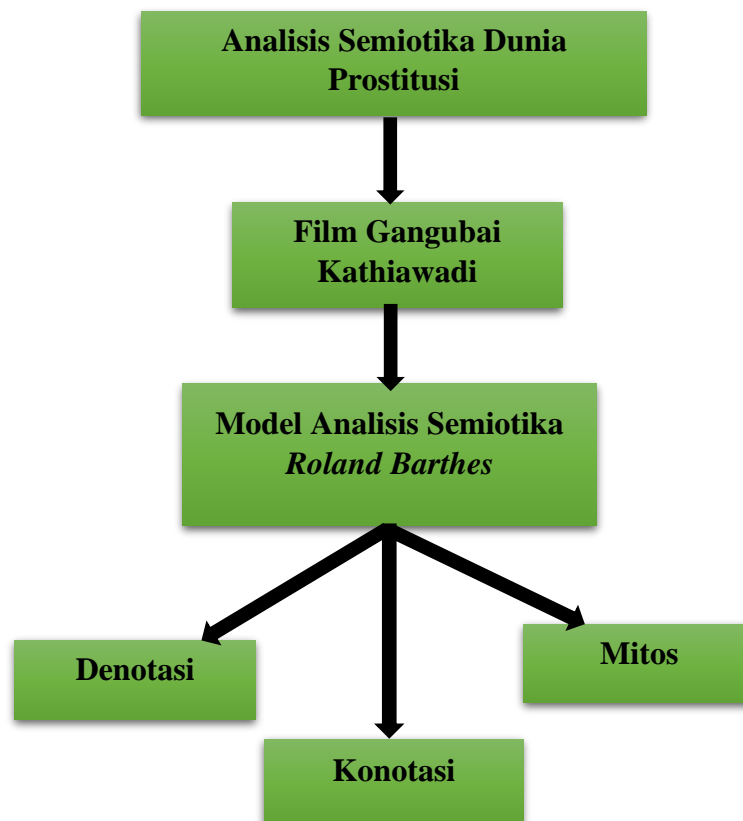 Analisis Semiotika Dunia
Prostitusi
Film Gangubai
Kathiawadi
Model Analisis Semiotika
Roland Barthes
Denotasi
Mitos
Konotasi